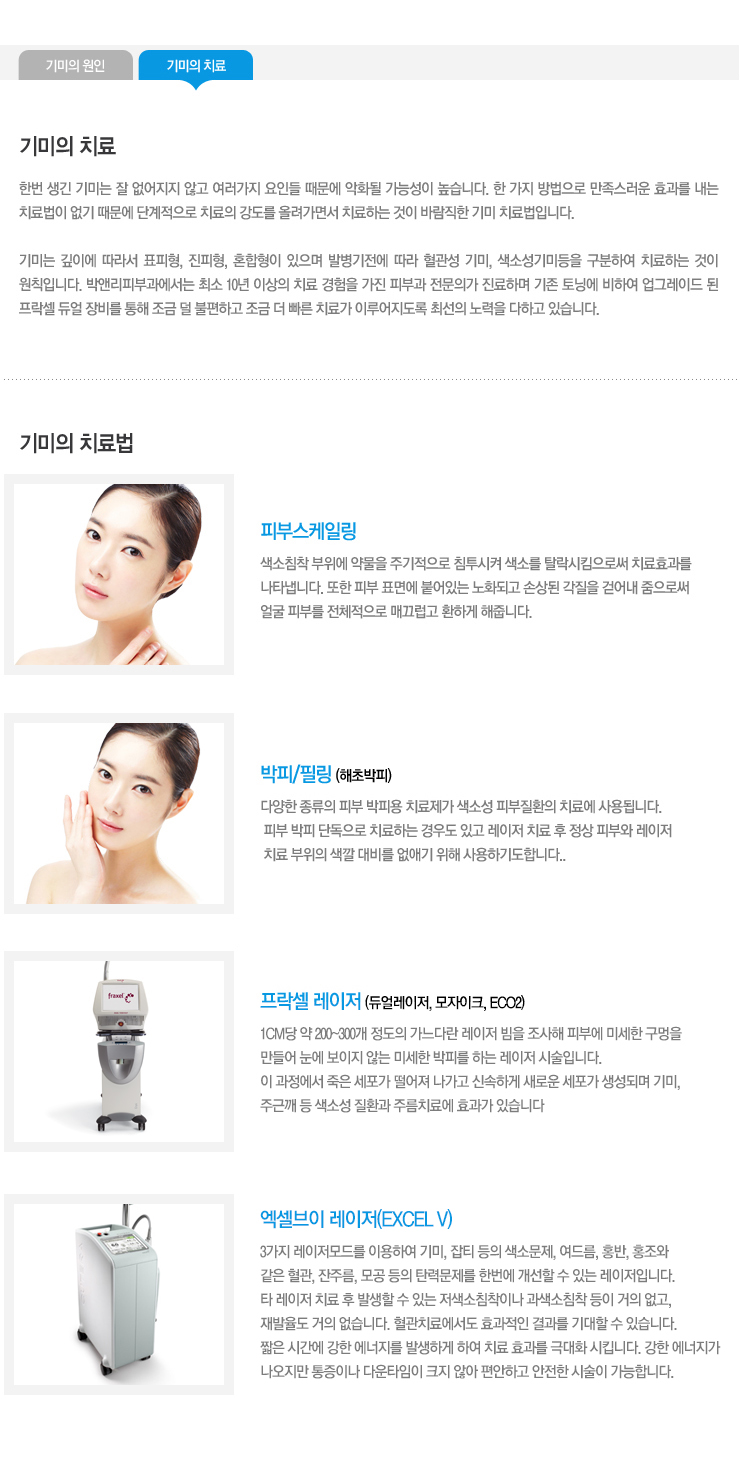 기미의 원인
기미의 치료
기미의 치료
한번 생긴 기미는 잘 없어지지 않고 여러가지 요인들 때문에 악화될 가능성이 높습니다. 한 가지 방법으로 만족스러운 효과를 내는
치료법이 없기 때문에 단계적으로 치료의 강도를 올려가면서 치료하는 것이 바람직한 기미 치료법입니다.
기미는 깊이에 따라서 표피형, 진피형, 혼합형이 있으며 발병기전에 따라 혈관성 기미, 색소성기미등을 구분하여 치료하는 것이
원칙입니다. 박앤리피부과에서는 최소 10년 이상의 치료 경험을 가진 피부과 전문의가 진료하며 기존 토닝에 비하여 업그레이드 된
프락셀 듀얼 장비를 통해 조금 덜 불편하고 조금 더 빠른 치료가 이루어지도록 최선의 노력을 다하고 있습니다.
기미의 치료법
피부스케일링
색소침착 부위에 약물을 주기적으로 침투시켜 색소를 탈락시킴으로써 치료효과를
나타냅니다. 또한 피부 표면에 붙어있는 노화되고 손상된 각질을 걷어내 줌으로써
얼굴 피부를 전체적으로 매끄럽고 환하게 해줍니다.
박피/필링 (해초박피)
다양한 종류의 피부 박피용 치료제가 색소성 피부질환의 치료에 사용됩니다.
피부 박피 단독으로 치료하는 경우도 있고 레이저 치료 후 정상 피부와 레이저
치료 부위의 색깔 대비를 없애기 위해 사용하기도합니다..
fraxel
프락셀 레이저 (듀얼레이저, 모자이크, ECO2)
1CM당 약 200~300개 정도의 가느다란 레이저 빔을 조사해 피부에 미세한 구멍을
만들어 눈에 보이지 않는 미세한 박피를 하는 레이저 시술입니다.
이 과정에서 죽은 세포가 떨어져 나가고 신속하게 새로운 세포가 생성되며 기미,
주근깨 등 색소성 질환과 주름치료에 효과가 있습니다
엑셀브이 레이저(EXCEL V)
3가지 레이저모드를 이용하여 기미, 잡티 등의 색소문제, 여드름, 홍반, 홍조와
같은 혈관, 잔주름, 모공 등의 탄력문제를 한번에 개선할 수 있는 레이저입니다.
타 레이저 치료 후 발생할 수 있는 저색소침착이나 과색소침착 등이 거의 없고,
재발율도 거의 없습니다. 혈관치료에서도 효과적인 결과를 기대할 수 있습니다.
짧은 시간에 강한 에너지를 발생하게 하여 치료 효과를 극대화 시킵니다. 강한 에너지가
나오지만 통증이나 다운타임이 크지 않아 편안하고 안전한 시술이 가능합니다.